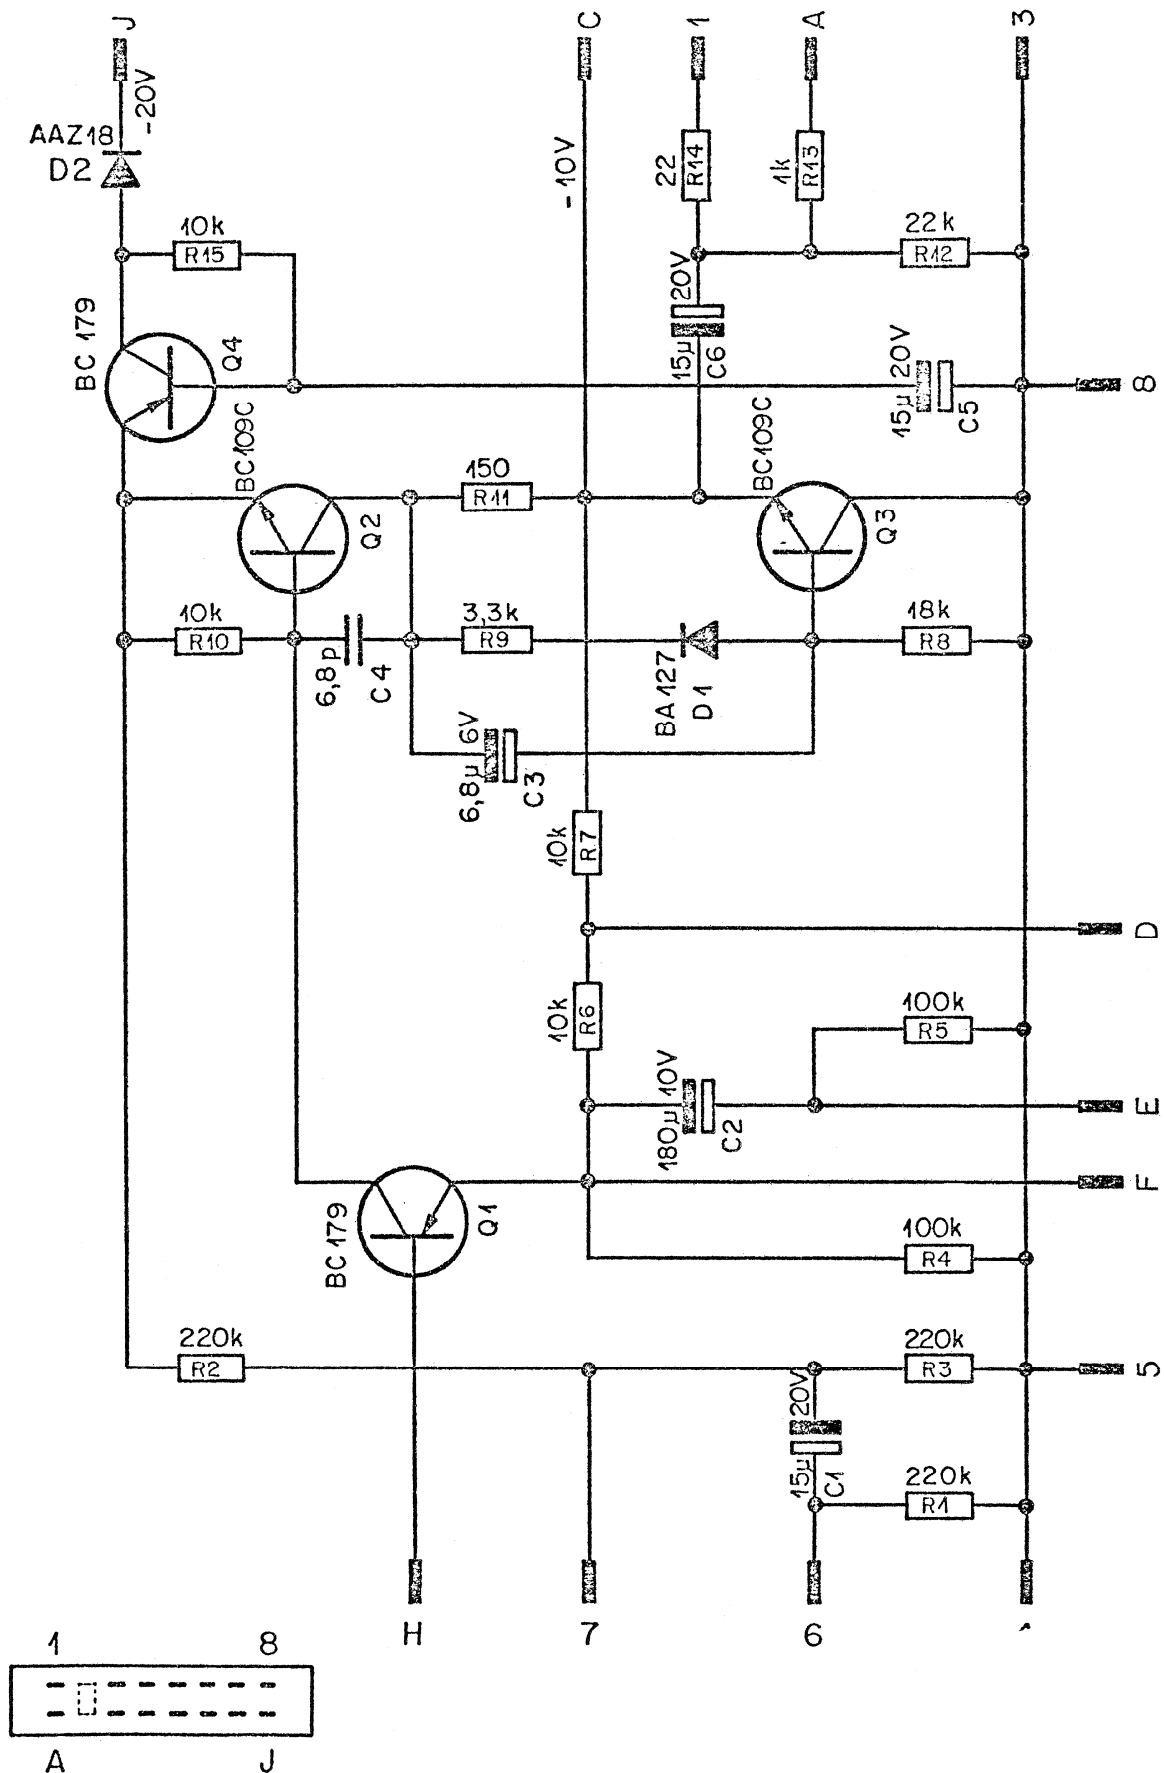 J
C
1
A
3
-20V
AAZ18
D2
-10V
22
R14
1k
R13
10k
R15
22k
R12
BC 179
Q4
15µ 20V
C6
15µ 20V
C5
8
BC109C
Q2
150
R11
BC109C
Q3
10k
R10
6,8p
C4
3,3k
R9
BA127
D1
18k
R8
6,8µ 6V
C3
10k
R7
D
10k
R6
100k
R5
180µ 10V
C2
E
BC179
Q1
F
100k
R4
220k
R2
220k
R3
5
15µ 20V
C1
220k
R1
H
7
6
1
8
A
J